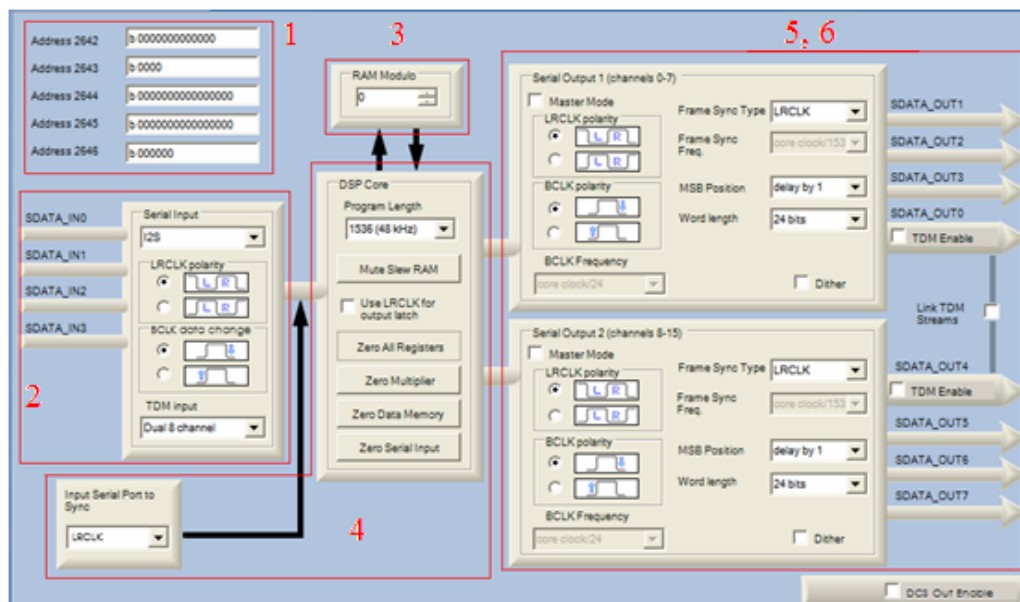 1
Address 2642 b 0000000000000
Address 2643 b 0000
Address 2644 b 0000000000000000
Address 2645 b 0000000000000000
Address 2646 b 000000
2
SDATA_IN0
SDATA_IN1
SDATA_IN2
SDATA_IN3
Serial Input
I2S
LRCLK polarity
L R
L R
BCLK data change
TDM input
Dual 8 channel
3
RAM Modulo
0
4
DSP Core
Program Length
1536 (48 kHz)
Mute Slew RAM
Use LRCLK for
output latch
Zero All Registers
Zero Multiplier
Zero Data Memory
Zero Serial Input
Input Serial Port to
Sync
LRCLK
5, 6
Serial Output 1 (channels 0-7)
Master Mode
LRCLK polarity
L R
L R
BCLK polarity
BCLK Frequency
core clock/24
Frame Sync Type LRCLK
Frame Sync
Freq.
core clock/153
MSB Position delay by 1
Word length 24 bits
Dither
SDATA_OUT1
SDATA_OUT2
SDATA_OUT3
SDATA_OUT0
TDM Enable
Link TDM
Streams
Serial Output 2 (channels 8-15)
Master Mode
LRCLK polarity
L R
L R
BCLK polarity
BCLK Frequency
core clock/24
Frame Sync Type LRCLK
Frame Sync
Freq.
core clock/153
MSB Position delay by 1
Word length 24 bits
Dither
SDATA_OUT4
TDM Enable
SDATA_OUT5
SDATA_OUT6
SDATA_OUT7
DCS Out Enable